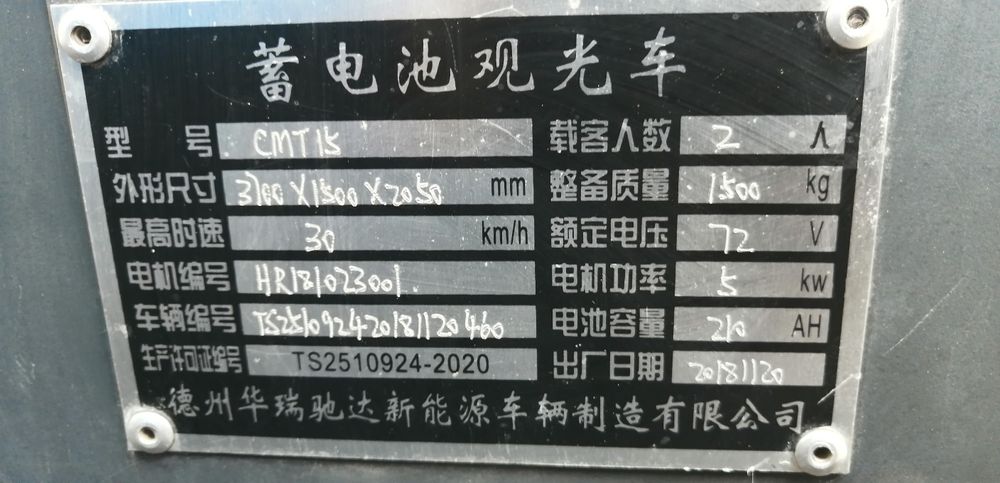 蓄电池观光车
型号 CMT15 载客人数 2 人
外形尺寸 3100X1500X2050 mm 整备质量 1500 kg
最高时速 30 km/h 额定电压 72 V
电机编号 HR181023001. 电机功率 5 kw
车辆编号 TS251092420181120460 电池容量 210 AH
生产许可证编号 TS2510924-2020 出厂日期 20181120
德州华瑞驰达新能源车辆制造有限公司